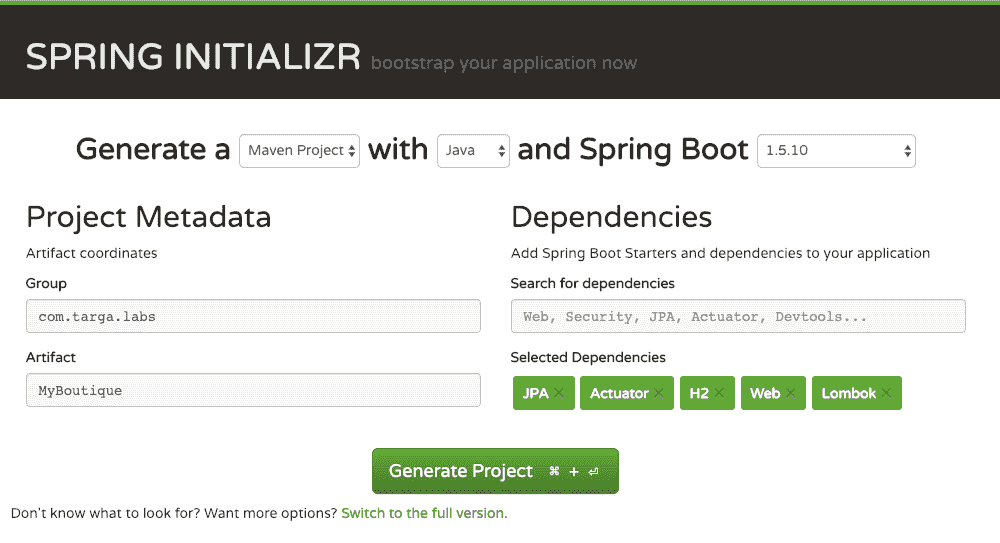 SPRING INITIALIZR bootstrap your application now
Generate a Maven Project with Java and Spring Boot 1.5.10
Project Metadata
Artifact coordinates
Group
com.targa.labs
Artifact
MyBoutique
Dependencies
Add Spring Boot Starters and dependencies to your application
Search for dependencies
Web, Security, JPA, Actuator, Devtools...
Selected Dependencies
JPA × Actuator × H2 × Web × Lombok ×
Generate Project ⌘ + ⏎
Don't know what to look for? Want more options? Switch to the full version.